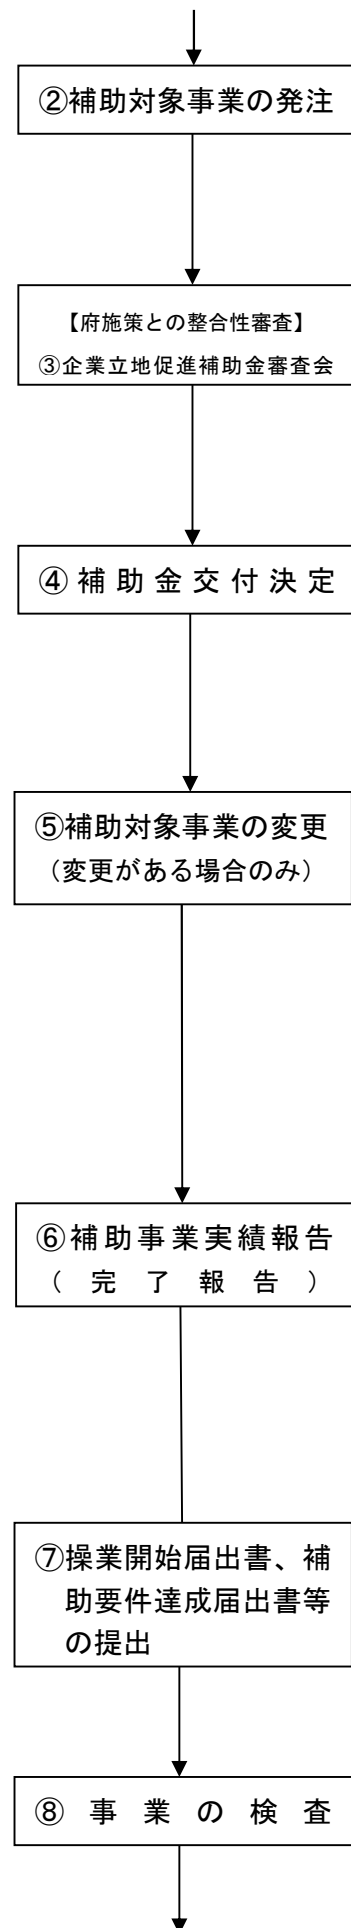 ②補助対象事業の発注
【府施策との整合性審査】
③企業立地促進補助金審査会
④補助金交付決定
⑤補助対象事業の変更
（変更がある場合のみ）
⑥補助事業実績報告
（完了報告）
⑦操業開始届出書、補
助要件達成届出書等
の提出
⑧事業の検査